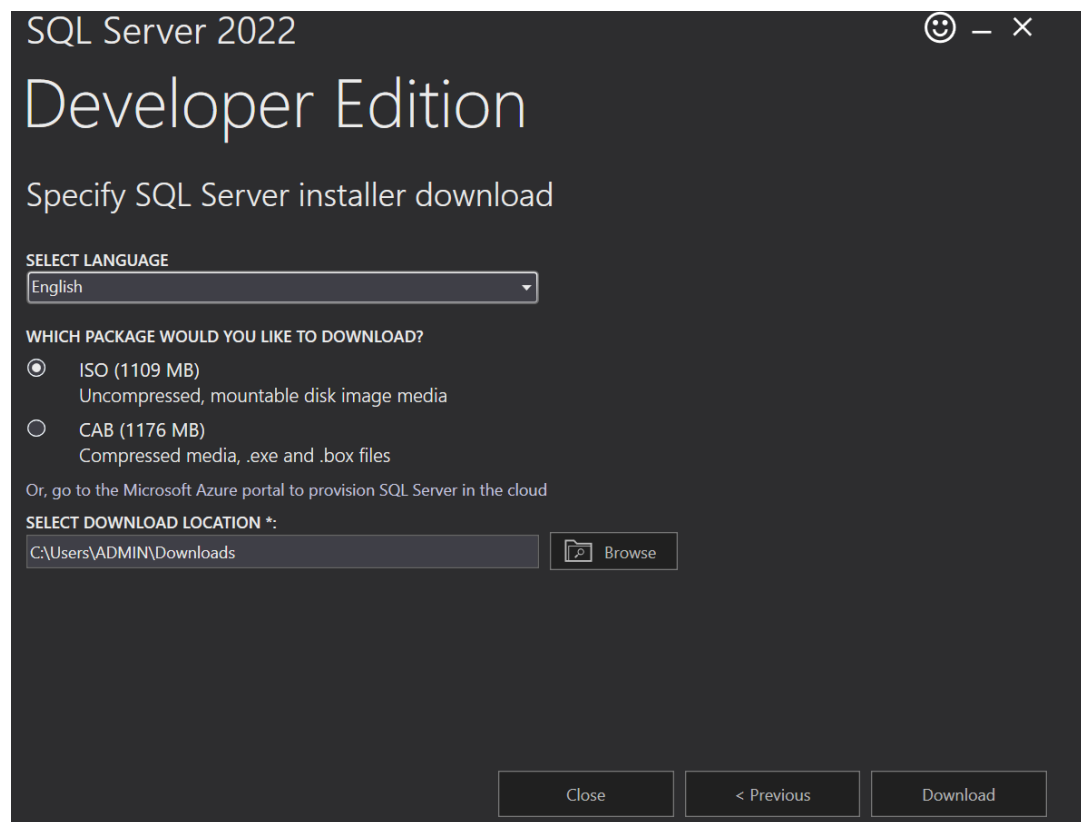 SQL Server 2022
Developer Edition
Specify SQL Server installer download
SELECT LANGUAGE
English
WHICH PACKAGE WOULD YOU LIKE TO DOWNLOAD?
ISO (1109 MB)
Uncompressed, mountable disk image media
CAB (1176 MB)
Compressed media, .exe and .box files
Or, go to the Microsoft Azure portal to provision SQL Server in the cloud
SELECT DOWNLOAD LOCATION *:
C:\Users\ADMIN\Downloads
Browse
Close
< Previous
Download